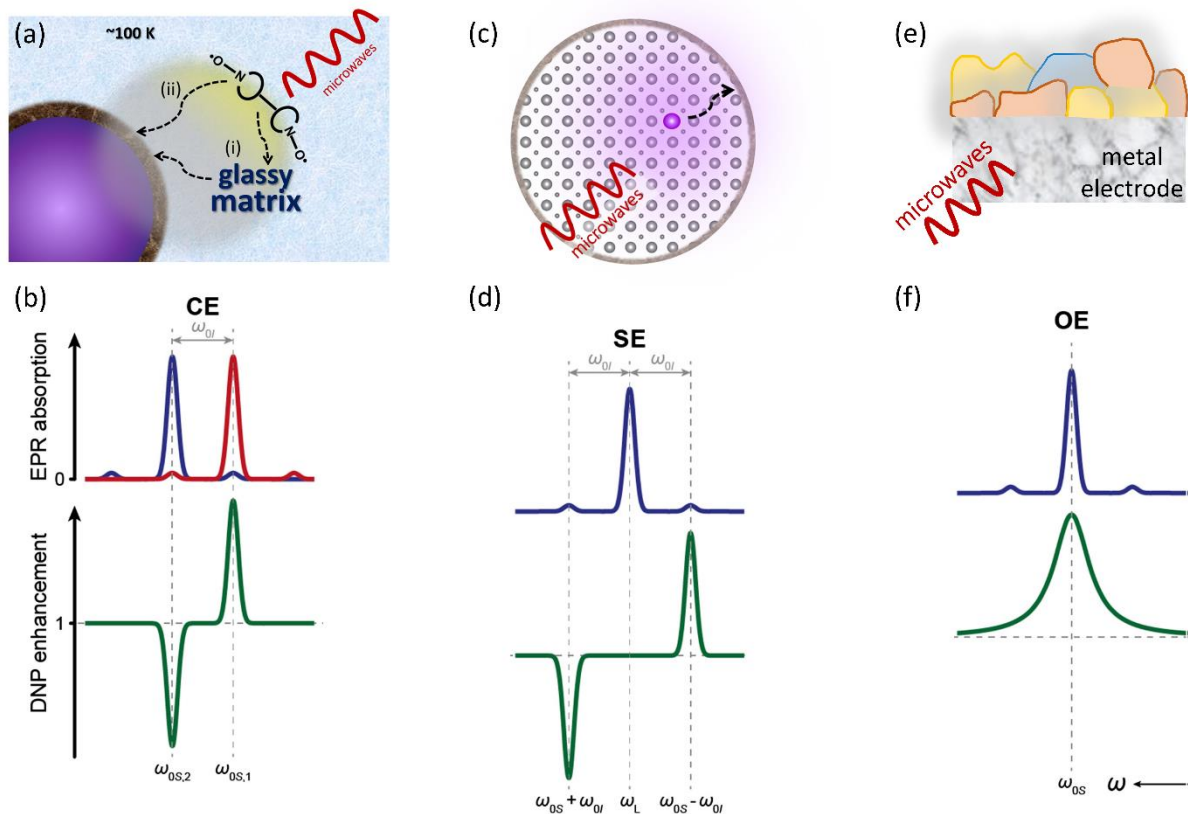 (a)
~100 K
•O-N
N-O•
microwaves
(ii)
(i)
glassy
matrix
(c)
microwaves
(e)
metal
electrode
microwaves
(b)
CE
ω0I
EPR absorption
0
DNP enhancement
1
ω0S,2
ω0S,1
(d)
SE
ω0I
ω0I
ω0S + ω0I
ωL
ω0S - ω0I
(f)
OE
ω0S
ω